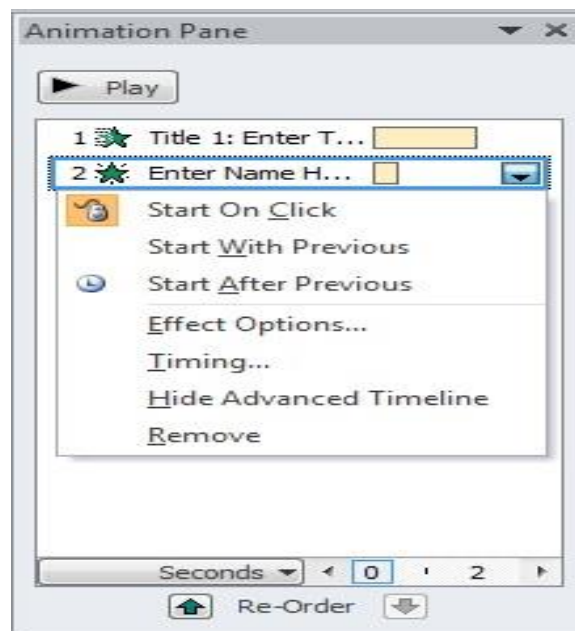 Animation Pane
Play
1 Title 1: Enter T...
2 Enter Name H...
Start On Click
Start With Previous
Start After Previous
Effect Options...
Timing...
Hide Advanced Timeline
Remove
Seconds 0 2
Re-Order